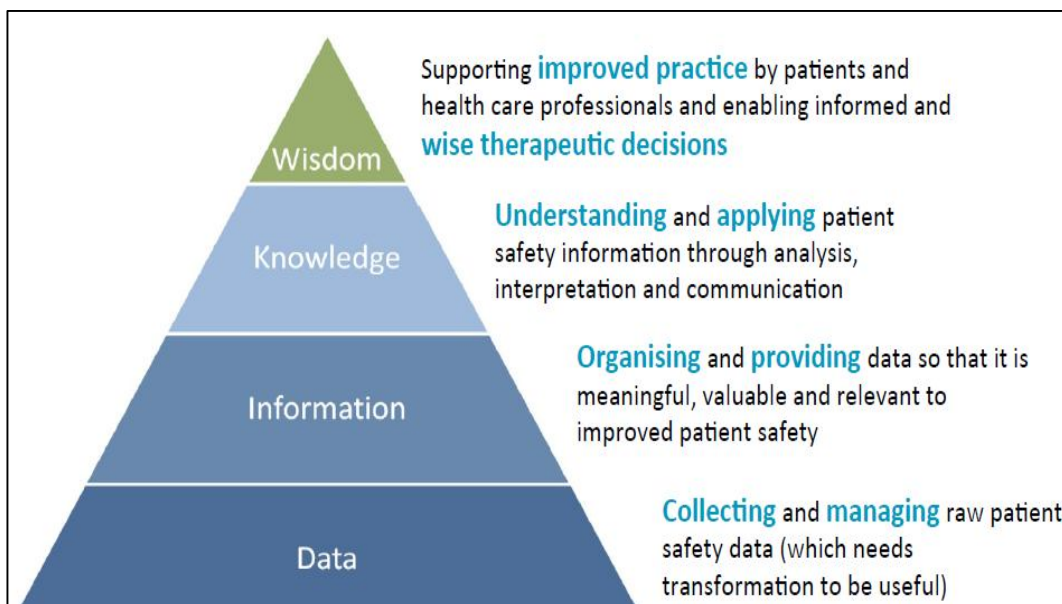 Supporting improved practice by patients and
health care professionals and enabling informed and
wise therapeutic decisions
Wisdom
Understanding and applying patient
safety information through analysis,
interpretation and communication
Knowledge
Organising and providing data so that it is
meaningful, valuable and relevant to
improved patient safety
Information
Collecting and managing raw patient
safety data (which needs
transformation to be useful)
Data